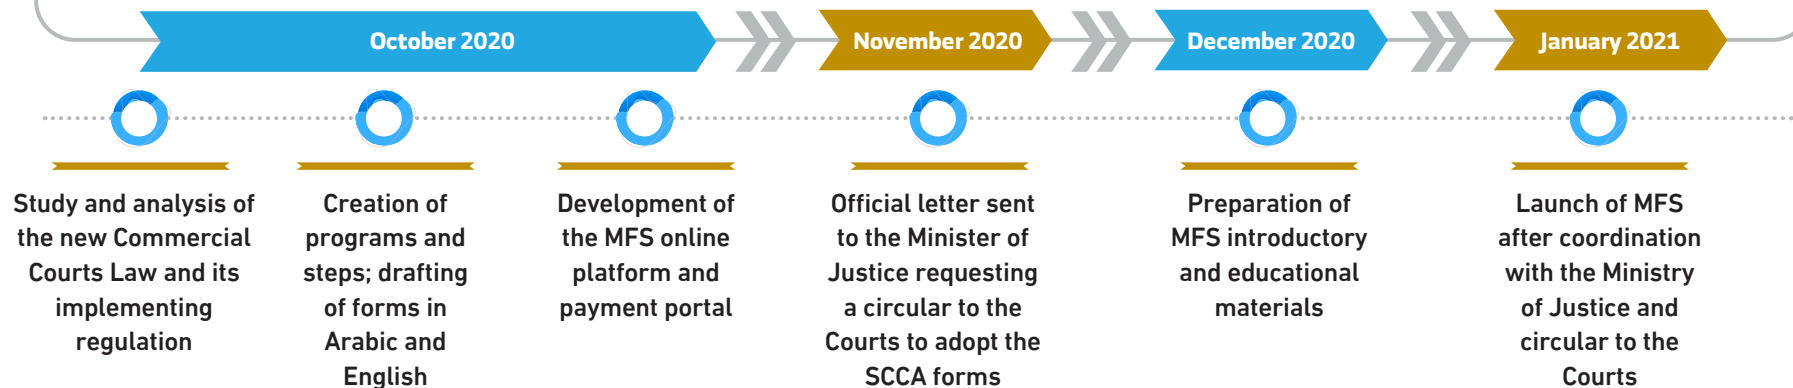 October 2020
November 2020
December 2020
January 2021
Study and analysis of
the new Commercial
Courts Law and its
implementing
regulation
Creation of
programs and
steps; drafting
of forms in
Arabic and
English
Development of
the MFS online
platform and
payment portal
Official letter sent
to the Minister of
Justice requesting
a circular to the
Courts to adopt the
SCCA forms
Preparation of
MFS introductory
and educational
materials
Launch of MFS
after coordination
with the Ministry
of Justice and
circular to the
Courts